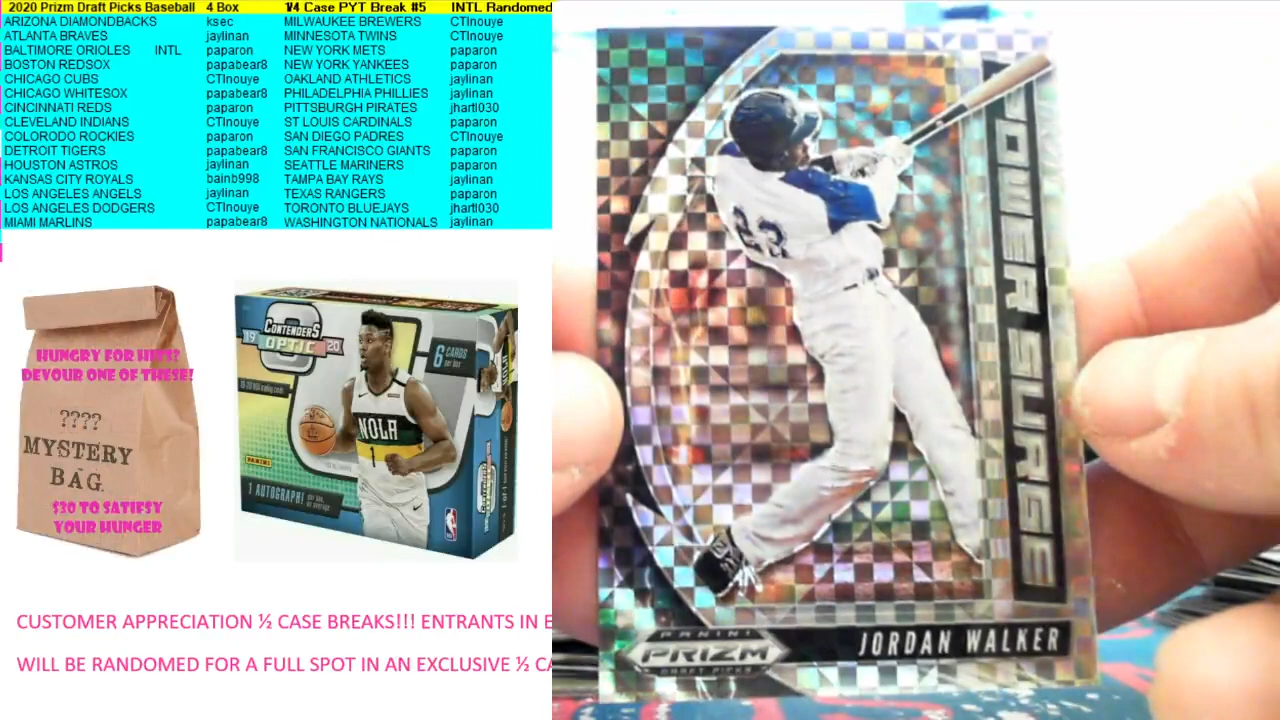 2020 Prizm Draft Picks Baseball 4 Box 1/4 Case PYT Break #5 INTL Randomed
ARIZONA DIAMONDBACKS ksec MILWAUKEE BREWERS CTInouye
ATLANTA BRAVES jaylinan MINNESOTA TWINS CTInouye
BALTIMORE ORIOLES INTL paparon NEW YORK METS paparon
BOSTON REDSOX papabear8 NEW YORK YANKEES paparon
CHICAGO CUBS CTInouye OAKLAND ATHLETICS jaylinan
CHICAGO WHITESOX papabear8 PHILADELPHIA PHILLIES jaylinan
CINCINNATI REDS paparon PITTSBURGH PIRATES jhartl030
CLEVELAND INDIANS CTInouye ST LOUIS CARDINALS paparon
COLORODO ROCKIES paparon SAN DIEGO PADRES CTInouye
DETROIT TIGERS papabear8 SAN FRANCISCO GIANTS paparon
HOUSTON ASTROS jaylinan SEATTLE MARINERS paparon
KANSAS CITY ROYALS bainb998 TAMPA BAY RAYS jaylinan
LOS ANGELES ANGELS jaylinan TEXAS RANGERS paparon
LOS ANGELES DODGERS CTInouye TORONTO BLUEJAYS jhartl030
MIAMI MARLINS papabear8 WASHINGTON NATIONALS jaylinan
HUNGRY FOR HITS?
DEVOUR ONE OF THESE!
????
MYSTERY
BAG
$30 TO SATIFSY
YOUR HUNGER
CONTENDERS
19 OPTIC 20
6 CARDS
per box
NOLA
1
PANINI
1 AUTOGRAPH!
CUSTOMER APPRECIATION ½ CASE BREAKS!!! ENTRANTS IN
WILL BE RANDOMED FOR A FULL SPOT IN AN EXCLUSIVE ½ CA
POWER SURGE
23
PANINI
PRIZM
DRAFT PICKS
JORDAN WALKER